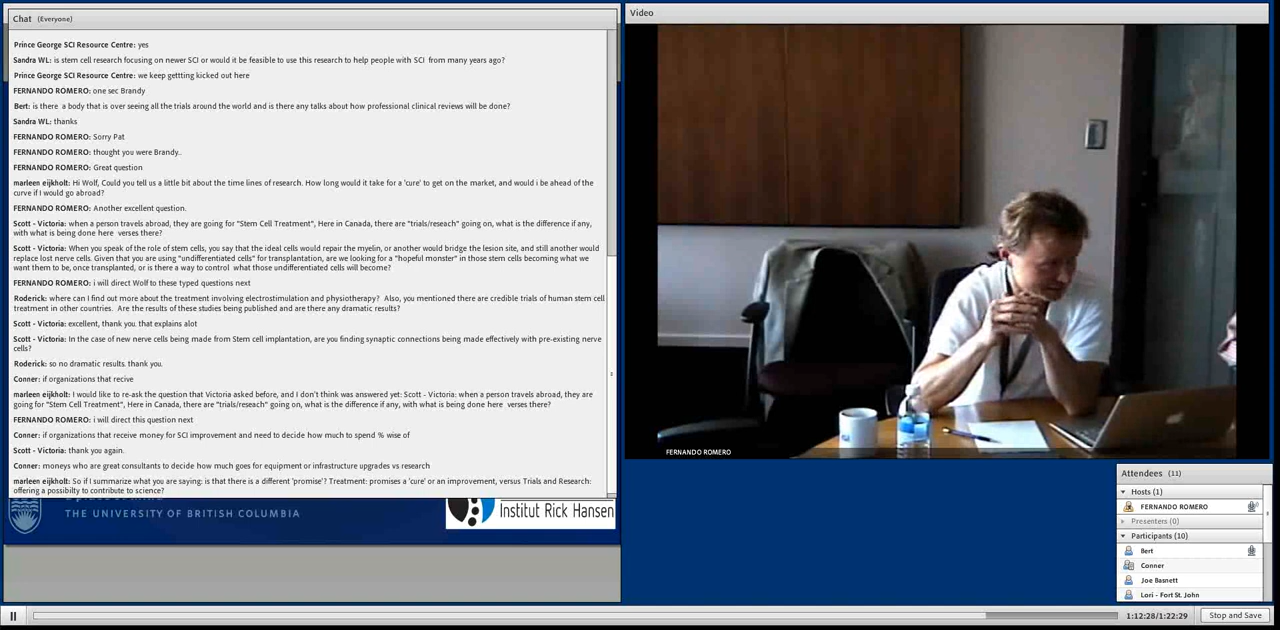 Chat (Everyone)
Prince George SCI Resource Centre: yes
Sandra WL: is stem cell research focusing on newer SCI or would it be feasible to use this research to help people with SCI from many years ago?
Prince George SCI Resource Centre: we keep gettting kicked out here
FERNANDO ROMERO: one sec Brandy
Bert: is there a body that is over seeing all the trials around the world and is there any talks about how professional clinical reviews will be done?
Sandra WL: thanks
FERNANDO ROMERO: Sorry Pat
FERNANDO ROMERO: thought you were Brandy..
FERNANDO ROMERO: Great question
marleen eijkholt: Hi Wolf, Could you tell us a little bit about the time lines of research. How long would it take for a 'cure' to get on the market, and would i be ahead of the
curve if I would go abroad?
FERNANDO ROMERO: Another excellent question.
Scott - Victoria: when a person travels abroad, they are going for "Stem Cell Treatment", Here in Canada, there are "trials/reseach" going on, what is the difference if any,
with what is being done here verses there?
Scott - Victoria: When you speak of the role of stem cells, you say that the ideal cells would repair the myelin, or another would bridge the lesion site, and still another would
replace lost nerve cells. Given that you are using "undifferentiated cells" for transplantation, are we looking for a "hopeful monster" in those stem cells becoming what we
want them to be, once transplanted, or is there a way to control what those undifferentiated cells will become?
FERNANDO ROMERO: i will direct Wolf to these typed questions next
Roderick: where can I find out more about the treatment involving electrostimulation and physiotherapy? Also, you mentioned there are credible trials of human stem cell
treatment in other countries. Are the results of these studies being published and are there any dramatic results?
Scott - Victoria: excellent, thank you. that explains alot
Scott - Victoria: In the case of new nerve cells being made from Stem cell implantation, are you finding synaptic connections being made effectively with pre-existing nerve
cells?
Roderick: so no dramatic results. thank you.
Conner: if organizations that recive
marleen eijkholt: I would like to re-ask the question that Victoria asked before, and I don't think was answered yet: Scott - Victoria: when a person travels abroad, they are
going for "Stem Cell Treatment", Here in Canada, there are "trials/reseach" going on, what is the difference if any, with what is being done here verses there?
FERNANDO ROMERO: i will direct this question next
Conner: if organizations that receive money for SCI improvement and need to decide how much to spend % wise of
Scott - Victoria: thank you again.
Conner: moneys who are great consultants to decide how much goes for equipment or infrastructure upgrades vs research
marleen eijkholt: So if I summarize what you are saying: is that there is a different 'promise'? Treatment: promises a 'cure' or an improvement, versus Trials and Research:
offering a possibilty to contribute to science?
THE UNIVERSITY OF BRITISH COLUMBIA
Institut Rick Hansen
Video
FERNANDO ROMERO
Attendees (11)
Hosts (1)
FERNANDO ROMERO
Presenters (0)
Participants (10)
Bert
Conner
Joe Basnett
Lori - Fort St. John
1:12:28/1:22:29
Stop and Save